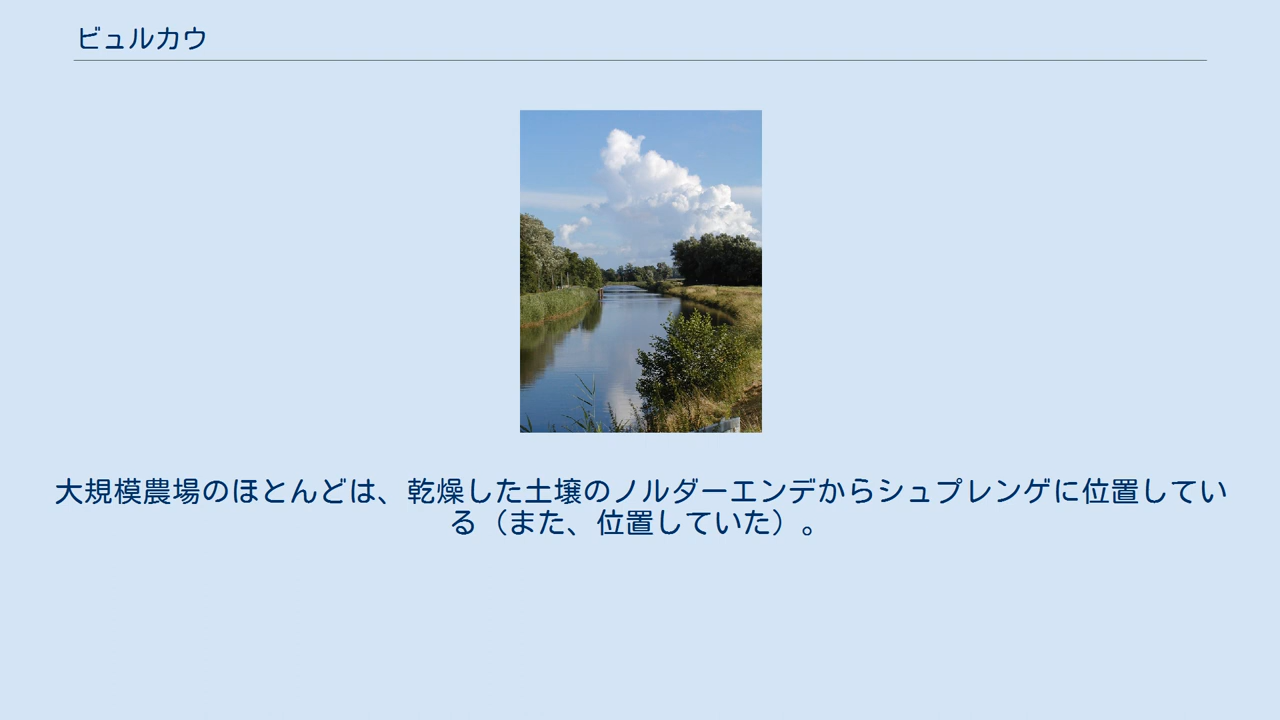 ビュルカウ
大規模農場のほとんどは、乾燥した土壌のノルダーエンデからシュプレンゲに位置してい
る（また、位置していた）。